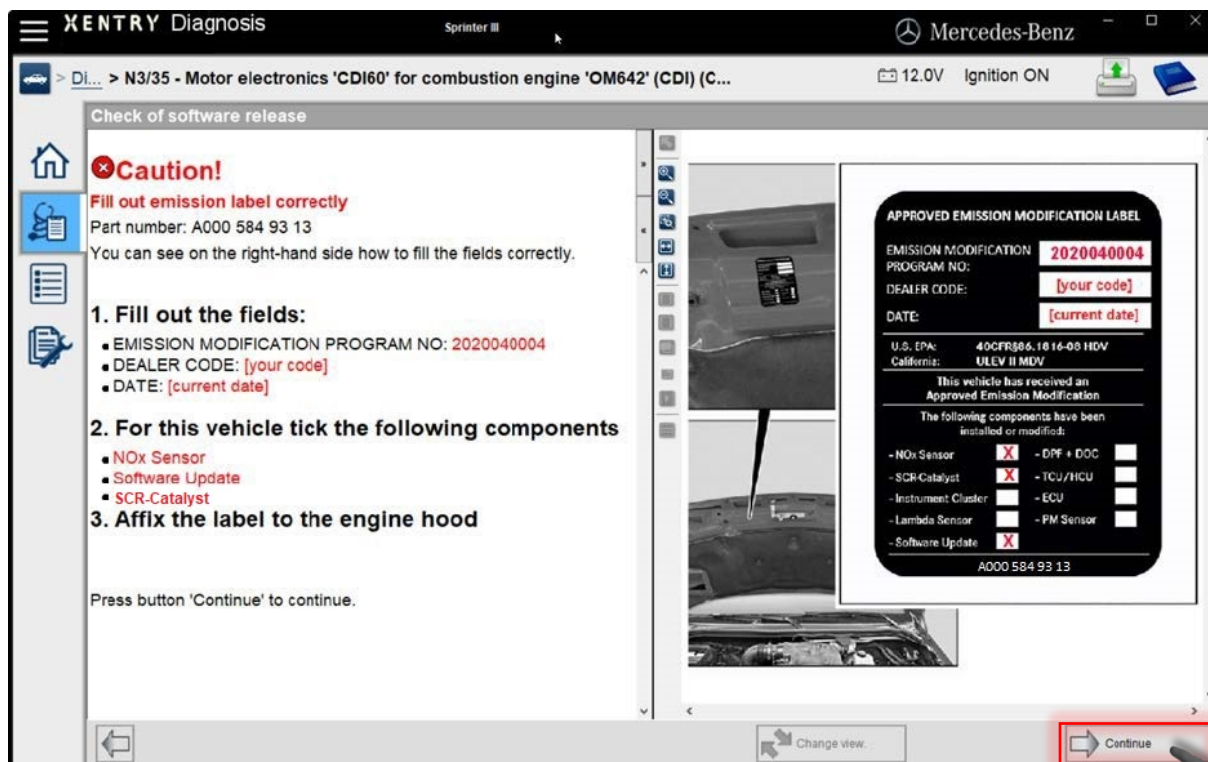 XENTRY Diagnosis
Sprinter III
Mercedes-Benz
> Di... > N3/35 - Motor electronics 'CDI60' for combustion engine 'OM642' (CDI) (C...
12.0V Ignition ON
Check of software release
Caution!
Fill out emission label correctly
Part number: A000 584 93 13
You can see on the right-hand side how to fill the fields correctly.
1. Fill out the fields:
EMISSION MODIFICATION PROGRAM NO: 2020040004
DEALER CODE: [your code]
DATE: [current date]
2. For this vehicle tick the following components
NOx Sensor
Software Update
SCR-Catalyst
3. Affix the label to the engine hood
Press button 'Continue' to continue.
APPROVED EMISSION MODIFICATION LABEL
EMISSION MODIFICATION
PROGRAM NO:
2020040004
DEALER CODE: [your code]
DATE: [current date]
U.S. EPA: 40CFR§86.1816-08 HDV
California: ULEV II MDV
This vehicle has received an
Approved Emission Modification
The following components have been
installed or modified:
- NOx Sensor X - DPF + DOC
- SCR-Catalyst X - TCU/HCU
- Instrument Cluster - ECU
- Lambda Sensor - PM Sensor
- Software Update X
A000 584 93 13
Change view.
Continue